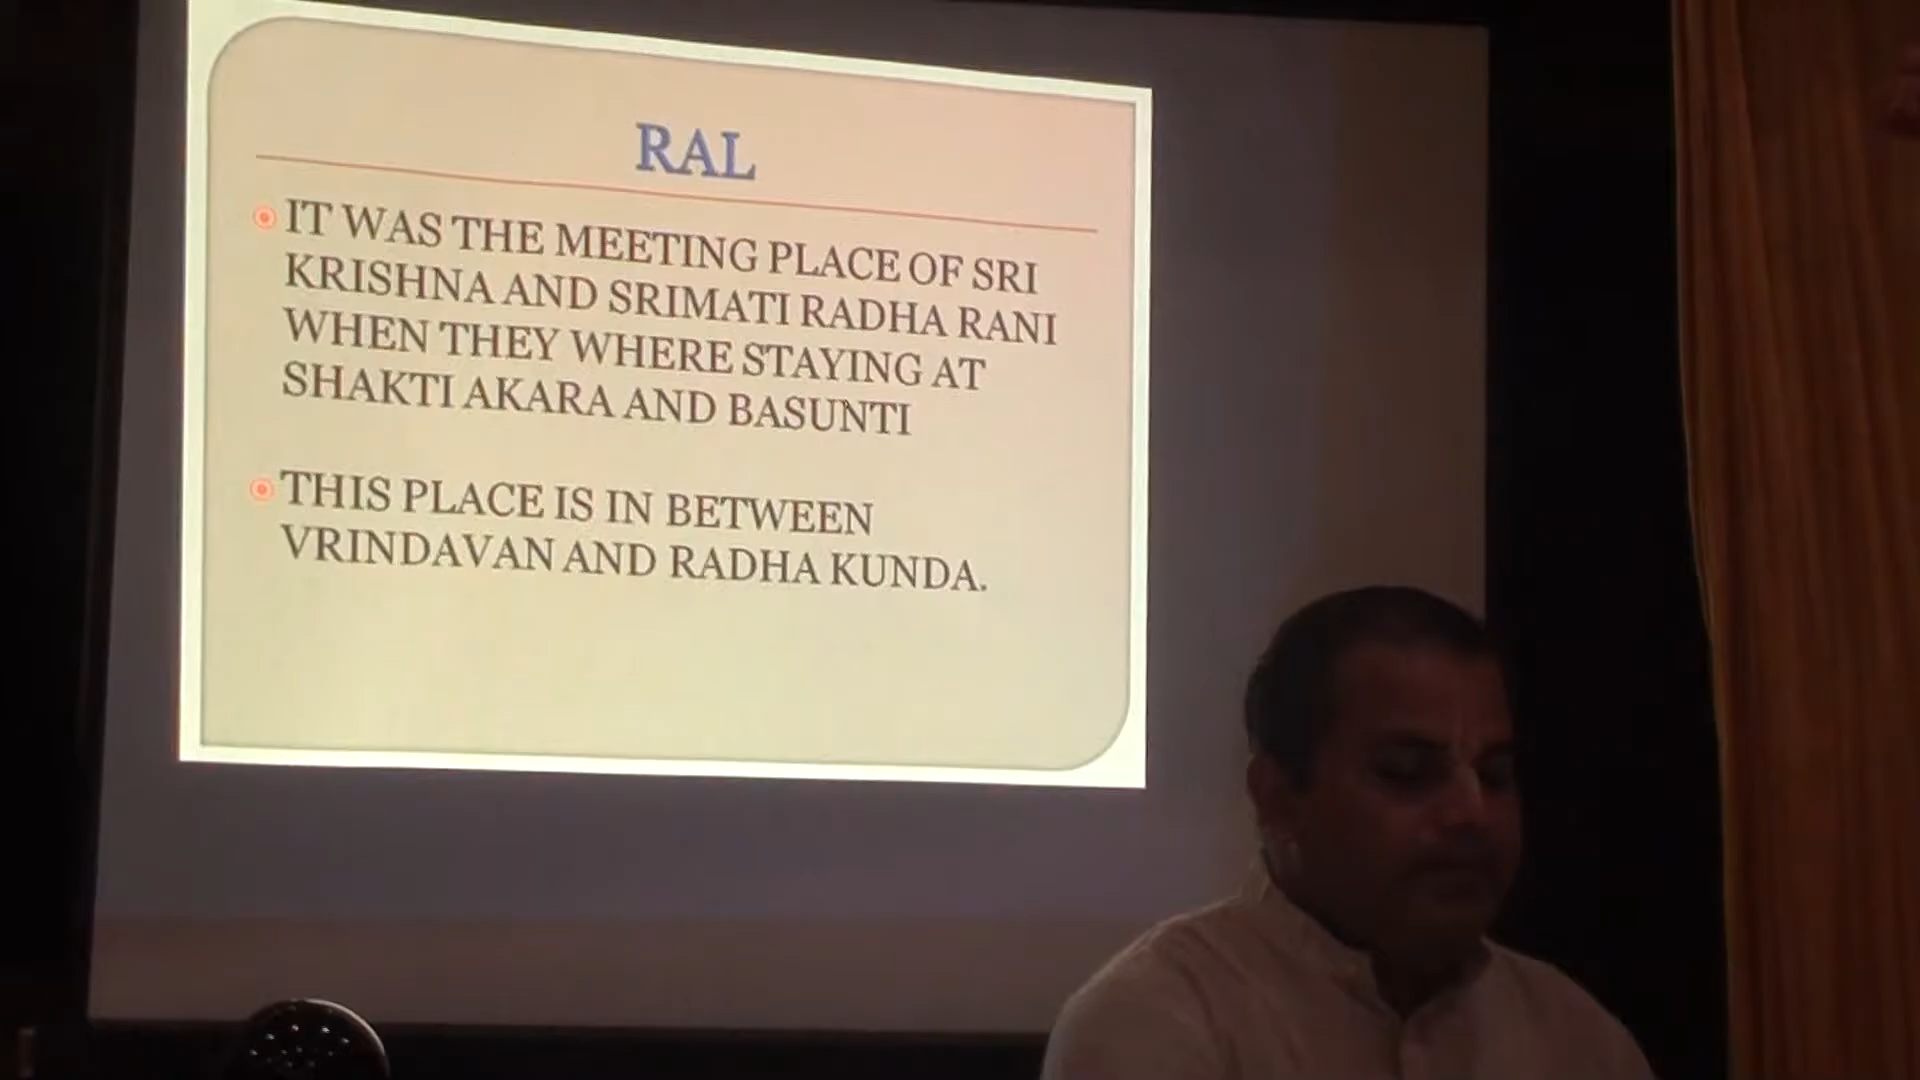 RAL
IT WAS THE MEETING PLACE OF SRI
KRISHNA AND SRIMATI RADHA RANI
WHEN THEY WHERE STAYING AT
SHAKTI AKARA AND BASUNTI
THIS PLACE IS IN BETWEEN
VRINDAVAN AND RADHA KUNDA.